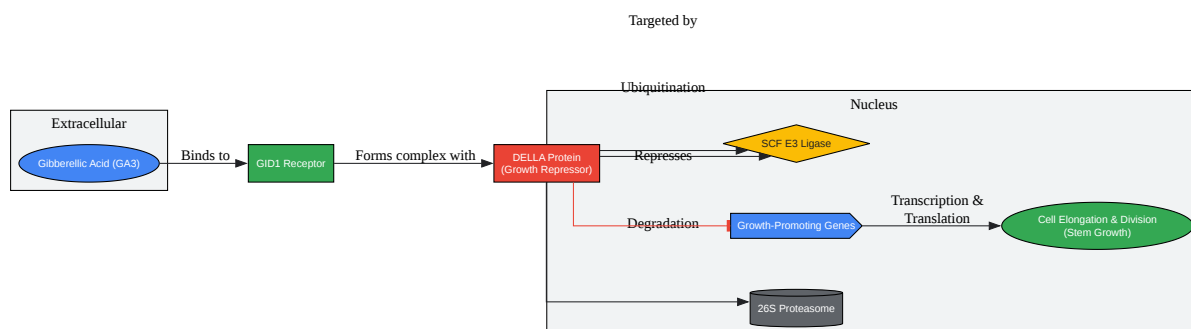 Targeted by
Ubiquitination
Nucleus
Extracellular
Gibberellic Acid (GA3)
Binds to
GID1 Receptor
Forms complex with
DELLA Protein
(Growth Repressor)
Represses
SCF E3 Ligase
Degradation
Growth-Promoting Genes
Transcription &
Translation
Cell Elongation & Division
(Stem Growth)
26S Proteasome